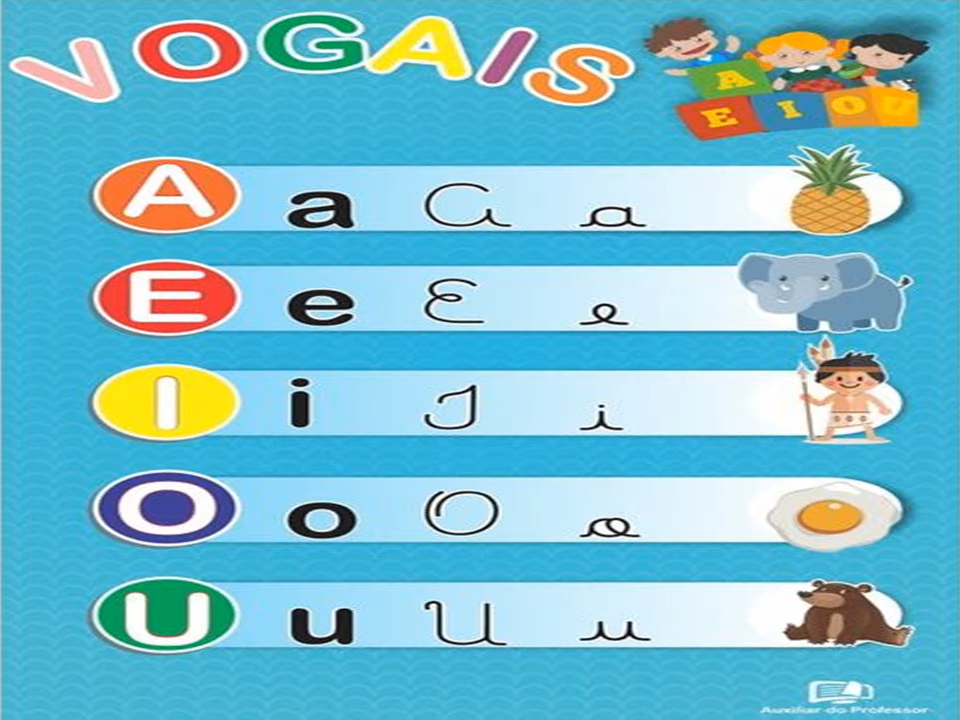 VOGAIS
A
E I O U
A a A a
E e E e
I i I i
O o O o
U u U u
Auxiliar do Professor